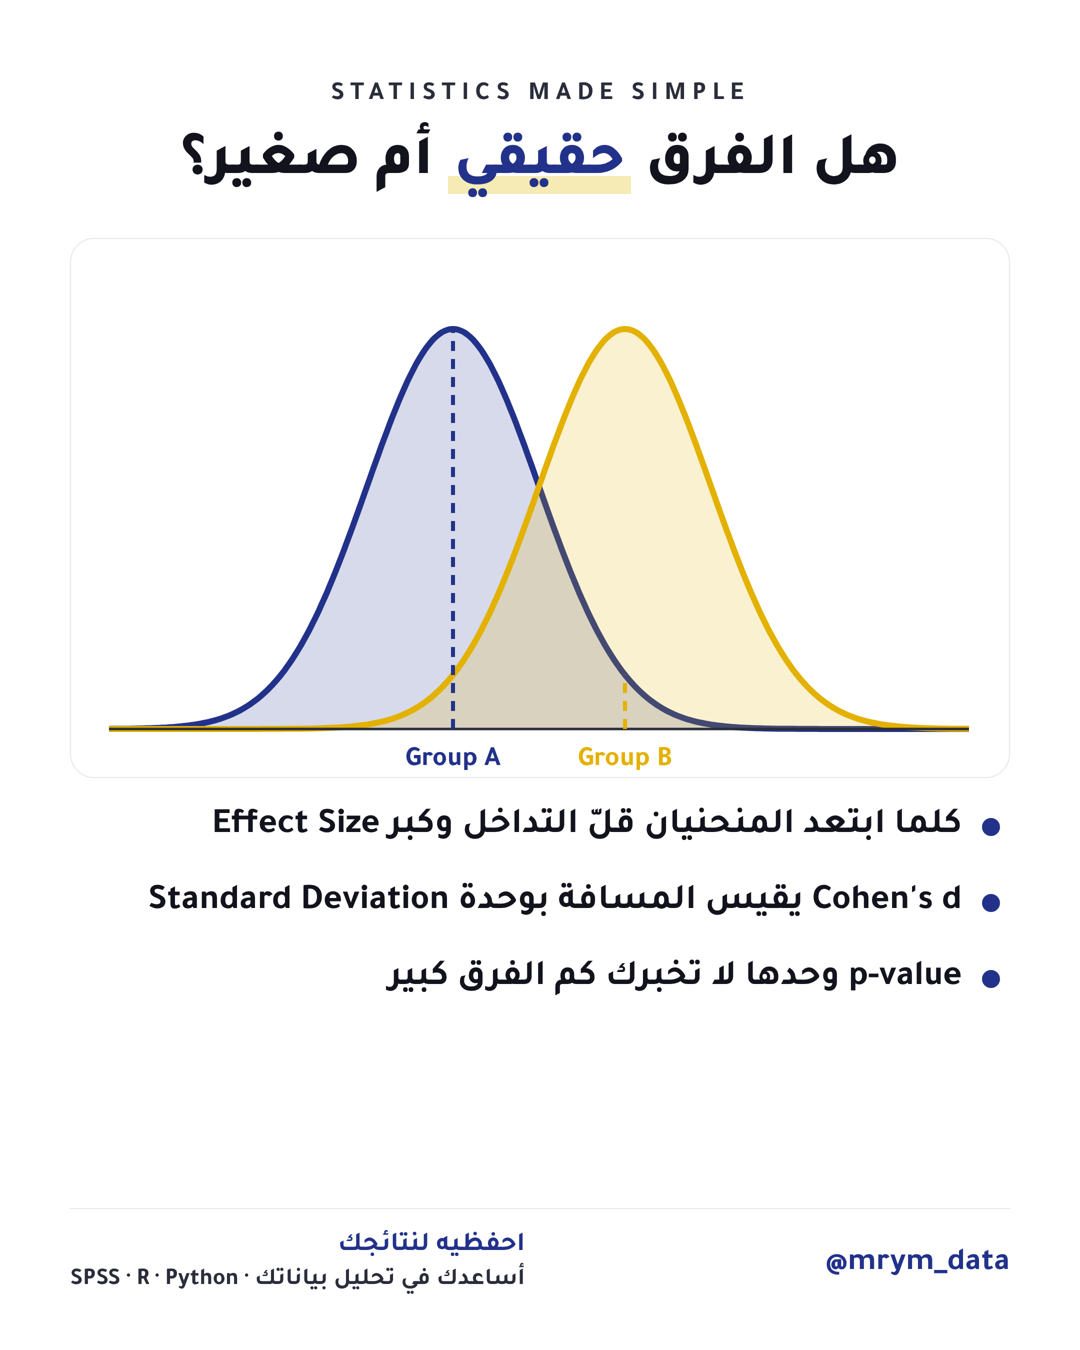 STATISTICS MADE SIMPLE
هل الفرق حقيقي أم صغير؟
Group A
Group B
كلما ابتعد المنحنيان قلّ التداخل وكبر Effect Size
Cohen's d يقيس المسافة بوحدة Standard Deviation
p-value وحدها لا تخبرك كم الفرق كبير
@mrym_data
احفظيه لنتائجك
أساعدك في تحليل بياناتك · SPSS · R · Python